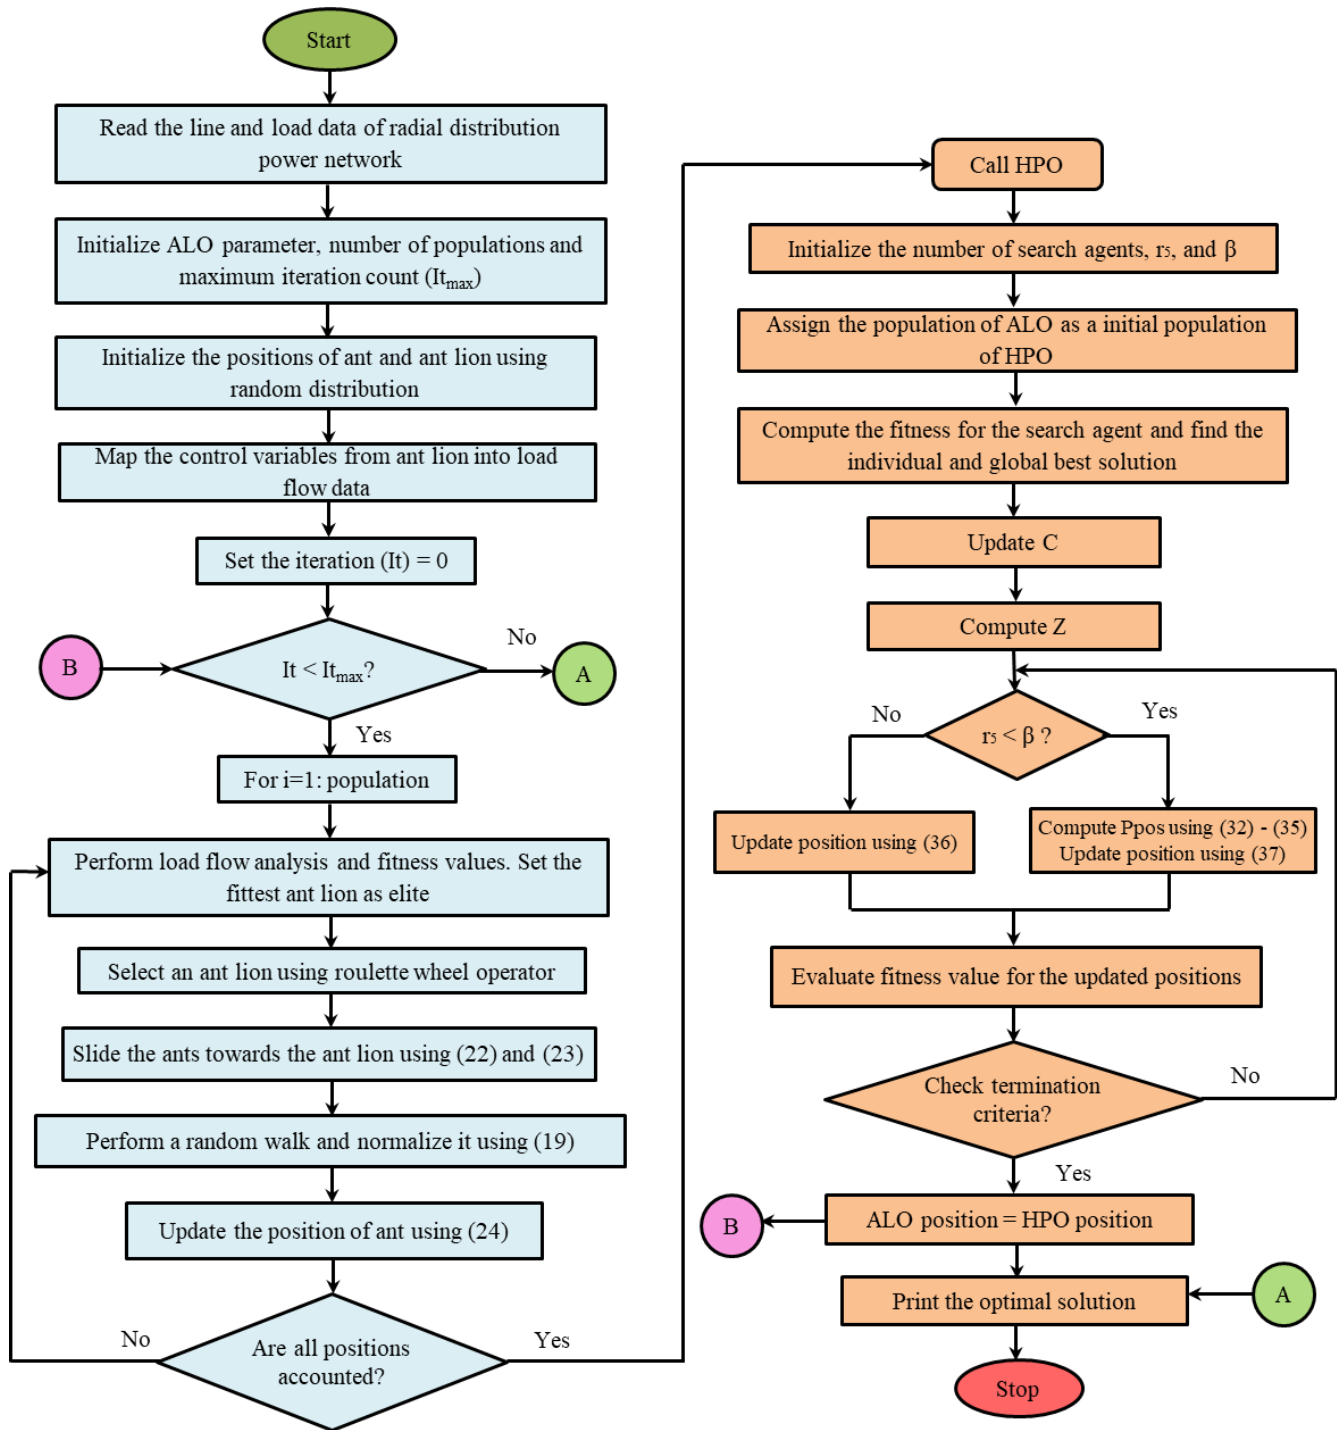 Start
Read the line and load data of radial distribution
power network
Initialize ALO parameter, number of populations and
maximum iteration count (Itmax)
Initialize the positions of ant and ant lion using
random distribution
Map the control variables from ant lion into load
flow data
Set the iteration (It) = 0
B
It < Itmax?
No
A
Yes
For i=1: population
Perform load flow analysis and fitness values. Set the
fittest ant lion as elite
Select an ant lion using roulette wheel operator
Slide the ants towards the ant lion using (22) and (23)
Perform a random walk and normalize it using (19)
Update the position of ant using (24)
No
Are all positions
accounted?
Yes
Call HPO
Initialize the number of search agents, r5, and β
Assign the population of ALO as a initial population
of HPO
Compute the fitness for the search agent and find the
individual and global best solution
Update C
Compute Z
No
r5 < β ?
Yes
Update position using (36)
Compute Ppos using (32) - (35)
Update position using (37)
Evaluate fitness value for the updated positions
Check termination
criteria?
No
Yes
B
ALO position = HPO position
Print the optimal solution
A
Stop